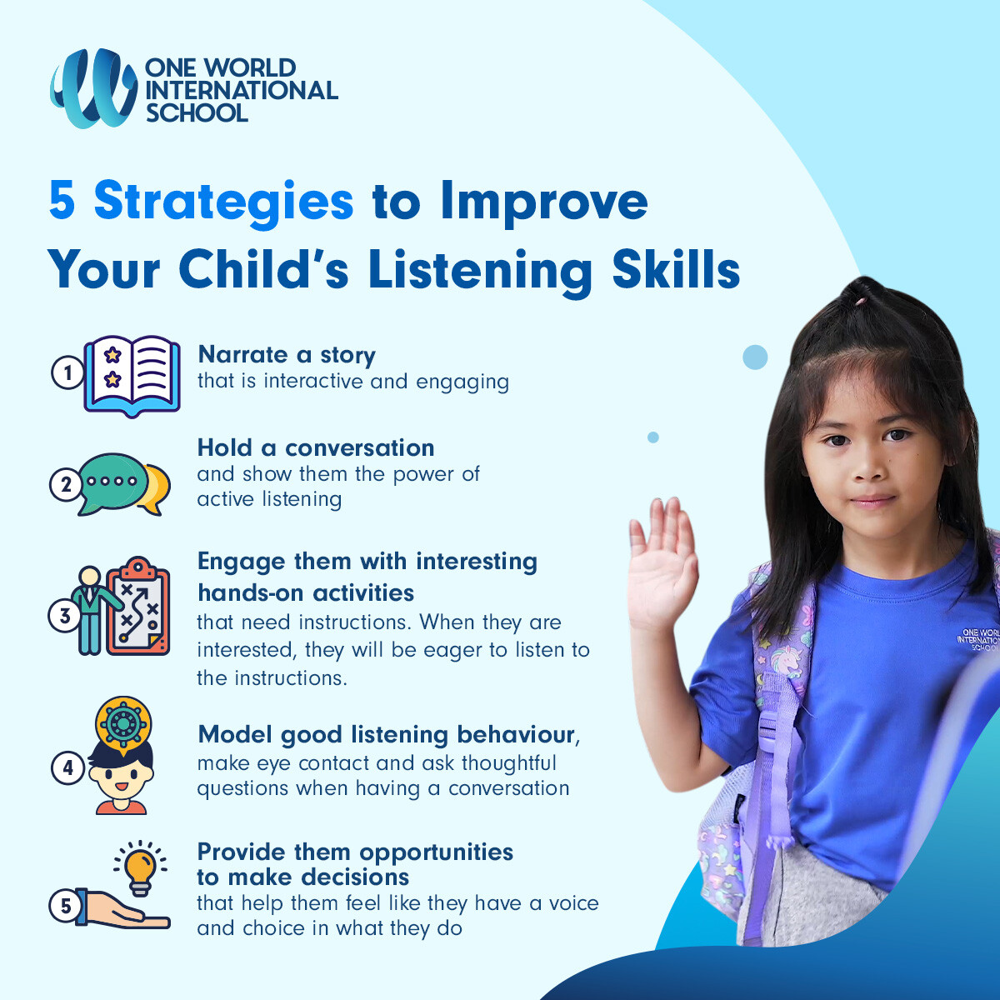 ONE WORLD
INTERNATIONAL
SCHOOL
5 Strategies to Improve
Your Child's Listening Skills
1
Narrate a story
that is interactive and engaging
2
Hold a conversation
and show them the power of
active listening
3
Engage them with interesting
hands-on activities
that need instructions. When they are
interested, they will be eager to listen to
the instructions.
4
Model good listening behaviour,
make eye contact and ask thoughtful
questions when having a conversation
5
Provide them opportunities
to make decisions
that help them feel like they have a voice
and choice in what they do
ONE WORL
INTERNATIO
SCHOOL